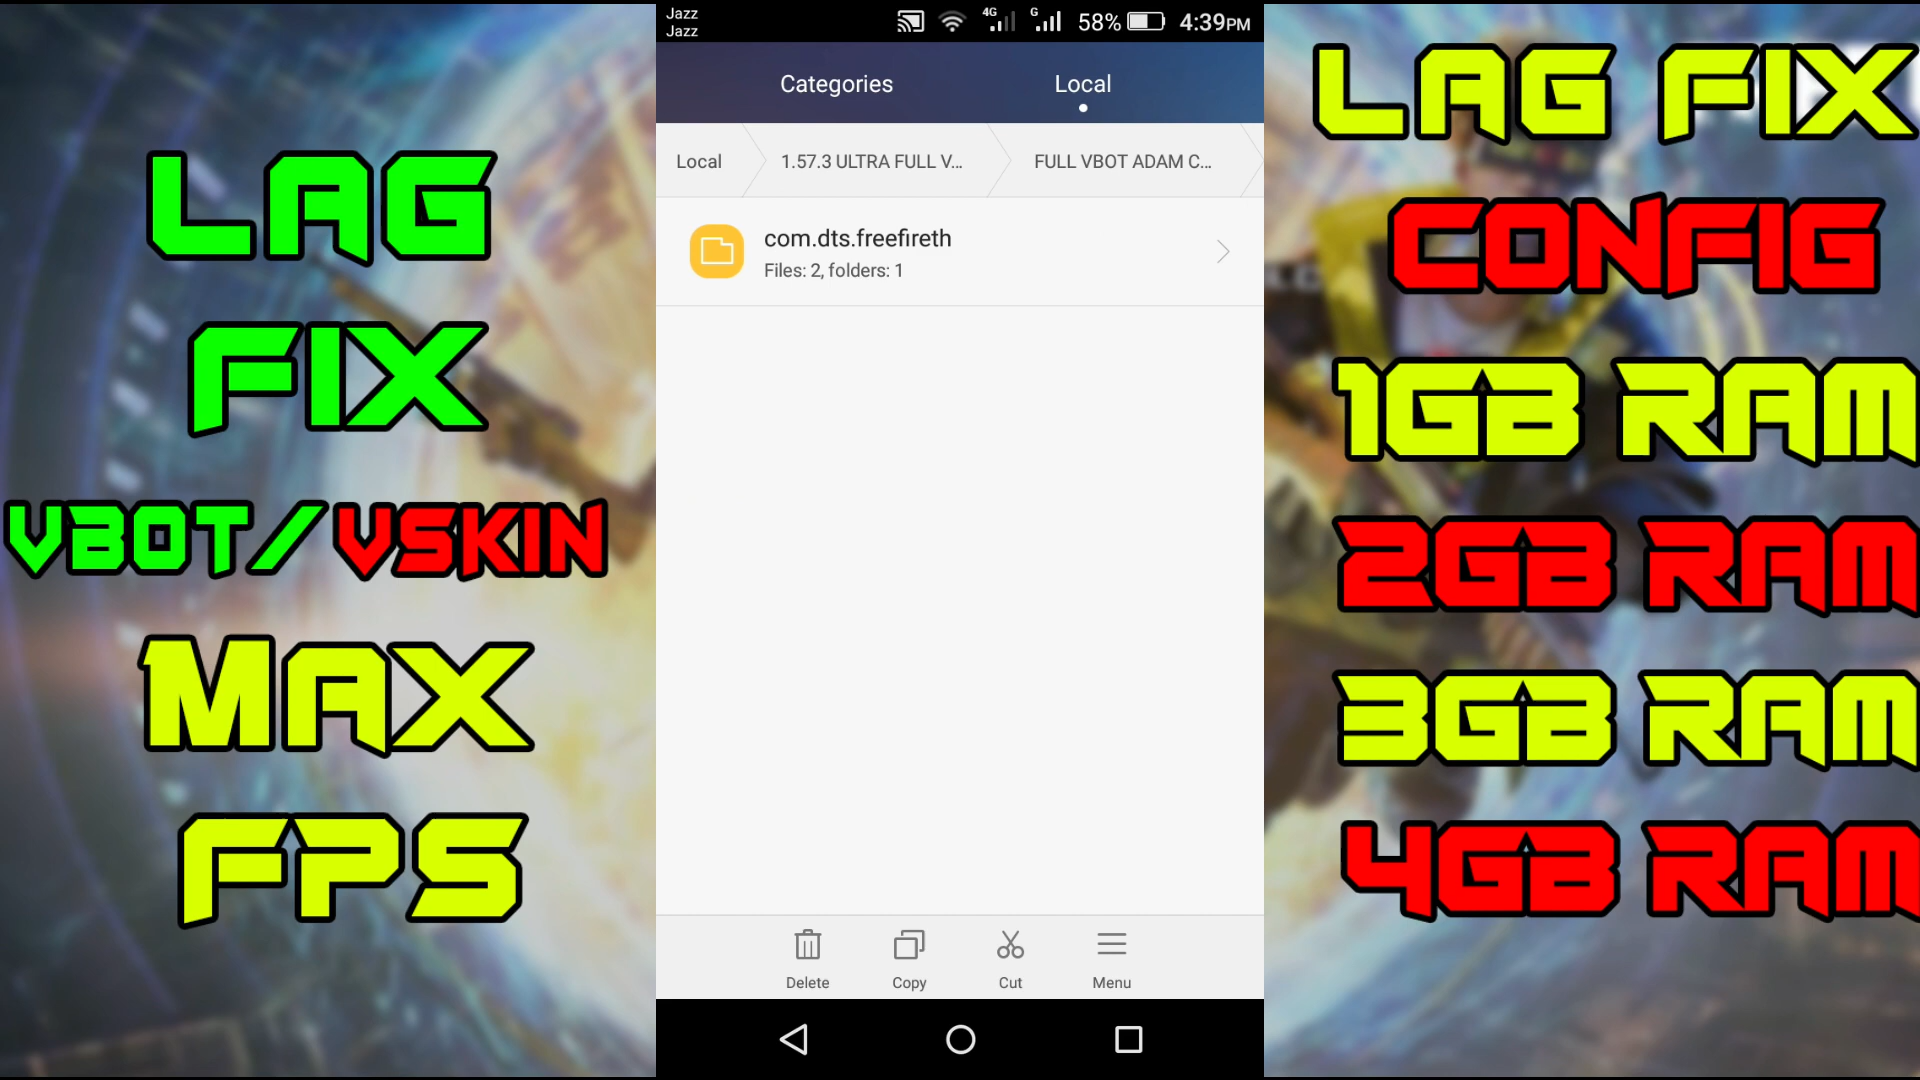 LAG
FIX
VBOT/VSKIN
MAX
FPS
Jazz
Jazz
4G
G
58%
4:39PM
Categories
Local
Local
1.57.3 ULTRA FULL V...
FULL VBOT ADAM C...
com.dts.freefireth
Files: 2, folders: 1
Delete
Copy
Cut
Menu
LAG FIX
CONFIG
1GB RAM
2GB RAM
3GB RAM
4GB RAM